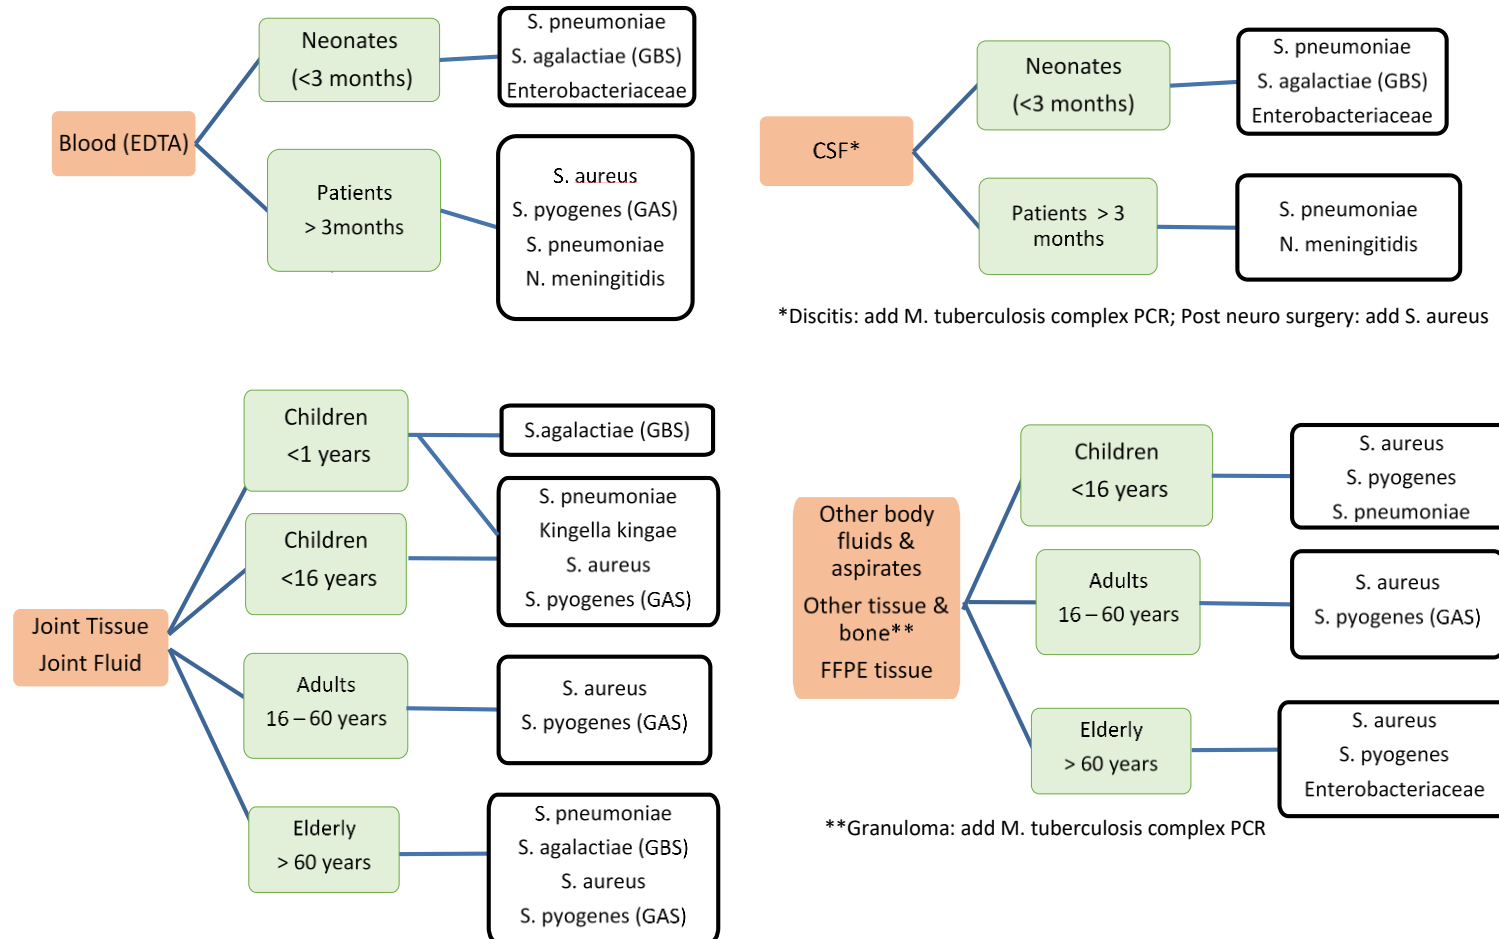 Blood (EDTA)
Neonates
(<3 months)
S. pneumoniae
S. agalactiae (GBS)
Enterobacteriaceae
Patients
> 3months
S. aureus
S. pyogenes (GAS)
S. pneumoniae
N. meningitidis
CSF*
Neonates
(<3 months)
S. pneumoniae
S. agalactiae (GBS)
Enterobacteriaceae
Patients > 3
months
S. pneumoniae
N. meningitidis
*Discitis: add M. tuberculosis complex PCR; Post neuro surgery: add S. aureus
Joint Tissue
Joint Fluid
Children
<1 years
S.agalactiae (GBS)
Children
<16 years
S. pneumoniae
Kingella kingae
S. aureus
S. pyogenes (GAS)
Adults
16 – 60 years
S. aureus
S. pyogenes (GAS)
Elderly
> 60 years
S. pneumoniae
S. agalactiae (GBS)
S. aureus
S. pyogenes (GAS)
Other body
fluids &
aspirates
Other tissue &
bone**
FFPE tissue
Children
<16 years
S. aureus
S. pyogenes
S. pneumoniae
Adults
16 – 60 years
S. aureus
S. pyogenes (GAS)
Elderly
> 60 years
S. aureus
S. pyogenes
Enterobacteriaceae
**Granuloma: add M. tuberculosis complex PCR